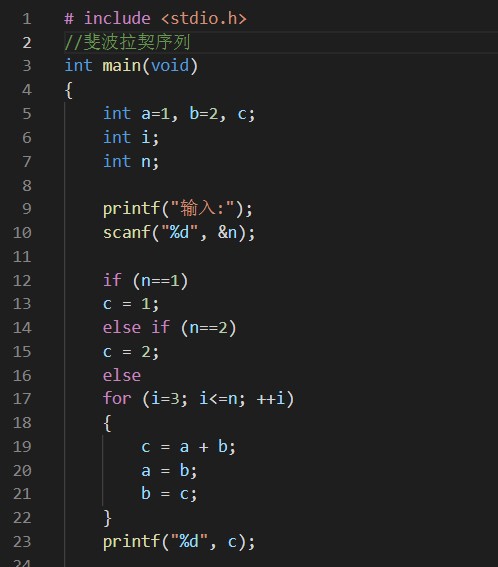 1 # include <stdio.h>
2 //斐波拉契序列
3 int main(void)
4 {
5 int a=1, b=2, c;
6 int i;
7 int n;
8
9 printf("输入:");
10 scanf("%d", &n);
11
12 if (n==1)
13 c = 1;
14 else if (n==2)
15 c = 2;
16 else
17 for (i=3; i<=n; ++i)
18 {
19 c = a + b;
20 a = b;
21 b = c;
22 }
23 printf("%d", c);
24